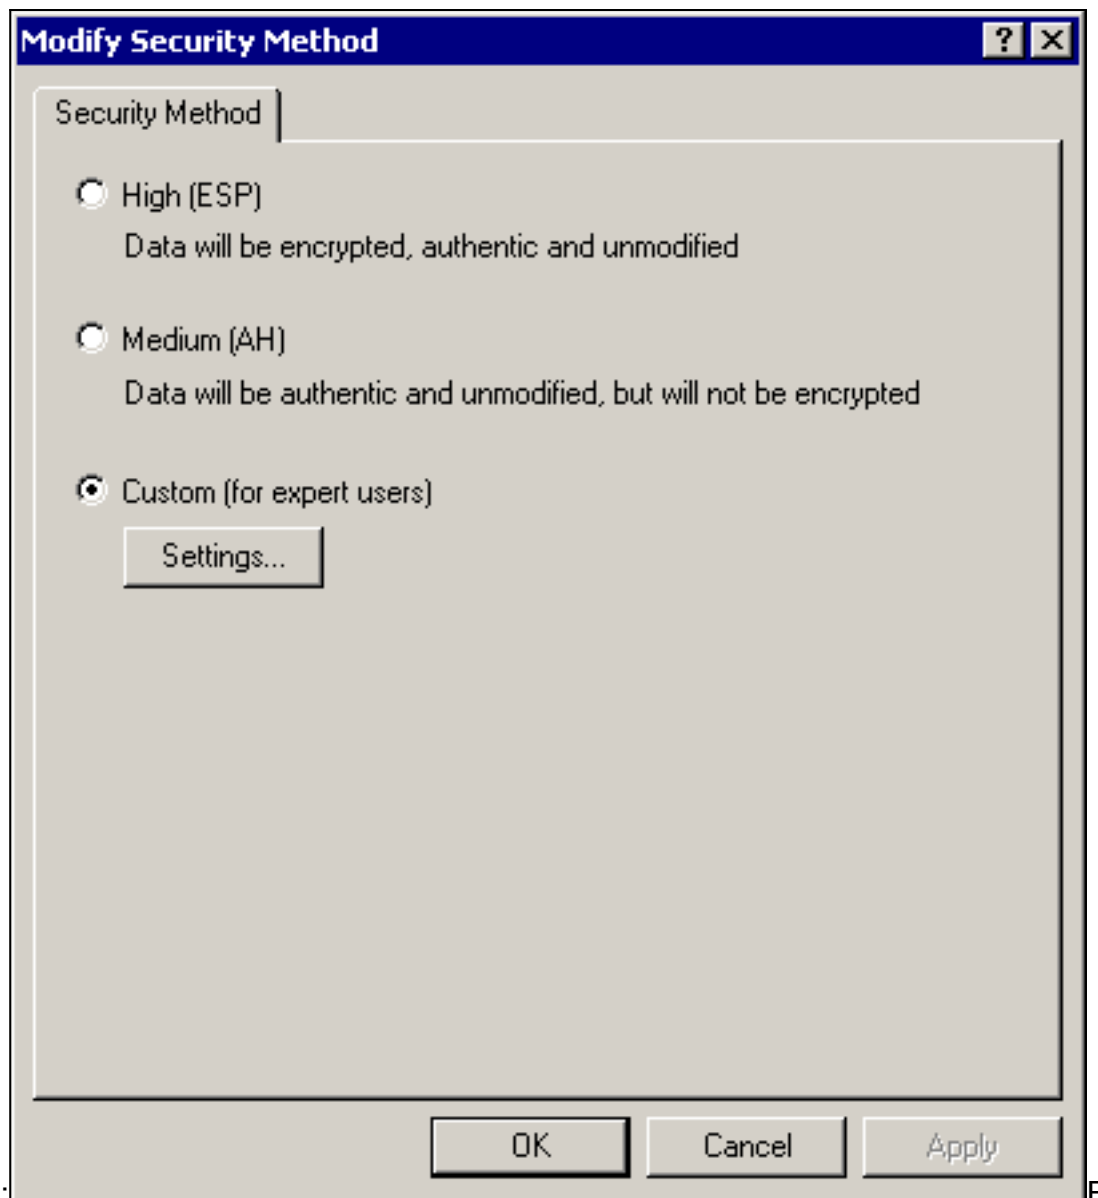 Modify Security Method
Security Method
High (ESP)
Data will be encrypted, authentic and unmodified
Medium (AH)
Data will be authentic and unmodified, but will not be encrypted
Custom (for expert users)
Settings...
OK Cancel Apply